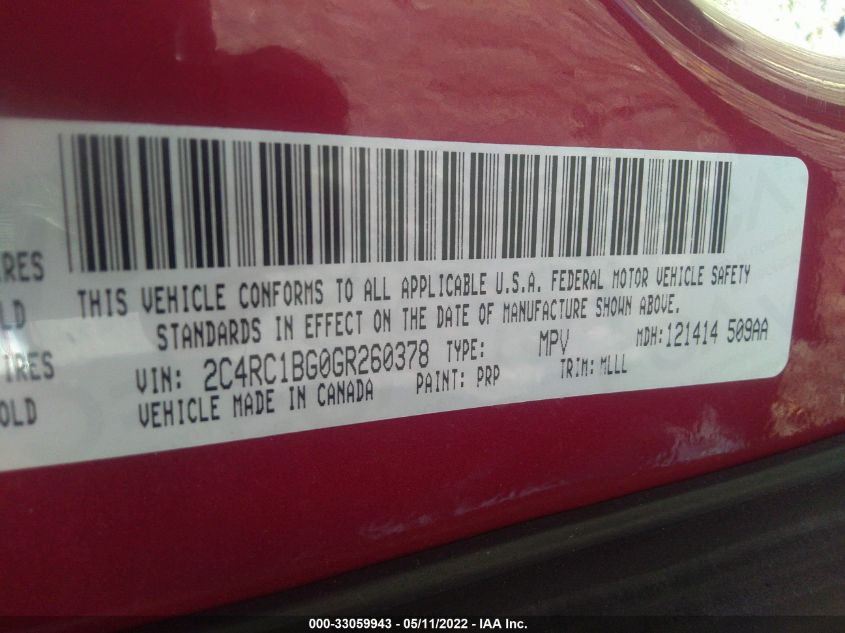 RES
LD
IRES
OLD
THIS VEHICLE CONFORMS TO ALL APPLICABLE U.S.A. FEDERAL MOTOR VEHICLE SAFETY
STANDARDS IN EFFECT ON THE DATE OF MANUFACTURE SHOWN ABOVE.
VIN: 2C4RC1BG0GR260378 TYPE: MPV MDH:121414 509AA
VEHICLE MADE IN CANADA PAINT: PRP TRIM: MLLL
000-33059943 - 05/11/2022 - IAA Inc.